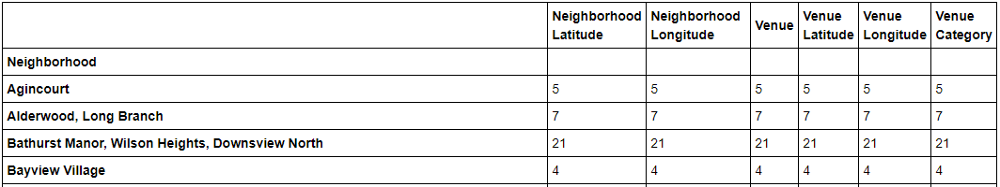 Neighborhood Latitude Neighborhood Longitude Venue Venue Latitude Venue Longitude Venue Category
Neighborhood
Agincourt 5 5 5 5 5 5
Alderwood, Long Branch 7 7 7 7 7 7
Bathurst Manor, Wilson Heights, Downsview North 21 21 21 21 21 21
Bayview Village 4 4 4 4 4 4